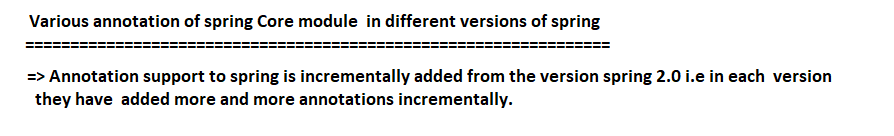 Various annotation of spring Core module  in different versions of spring
=================================================================
=> Annotation support to spring is incrementally added from the version spring 2.0 i.e in each  version
they have  added more and more annotations incrementally.